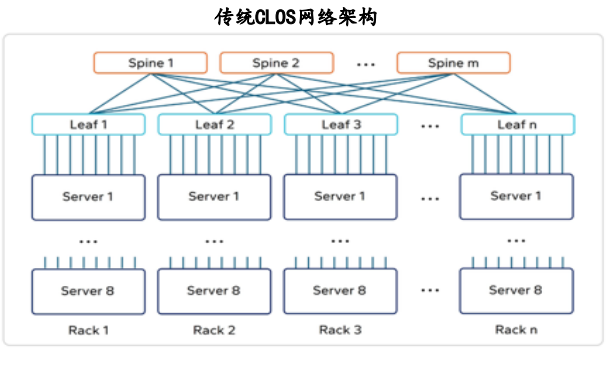 传统CLOS网络架构
Spine 1 Spine 2 ... Spine m
Leaf 1 Leaf 2 Leaf 3 ... Leaf n
Server 1 Server 1 Server 1 ... Server 1
... ... ... ...
Server 8 Server 8 Server 8 ... Server 8
Rack 1 Rack 2 Rack 3 Rack n